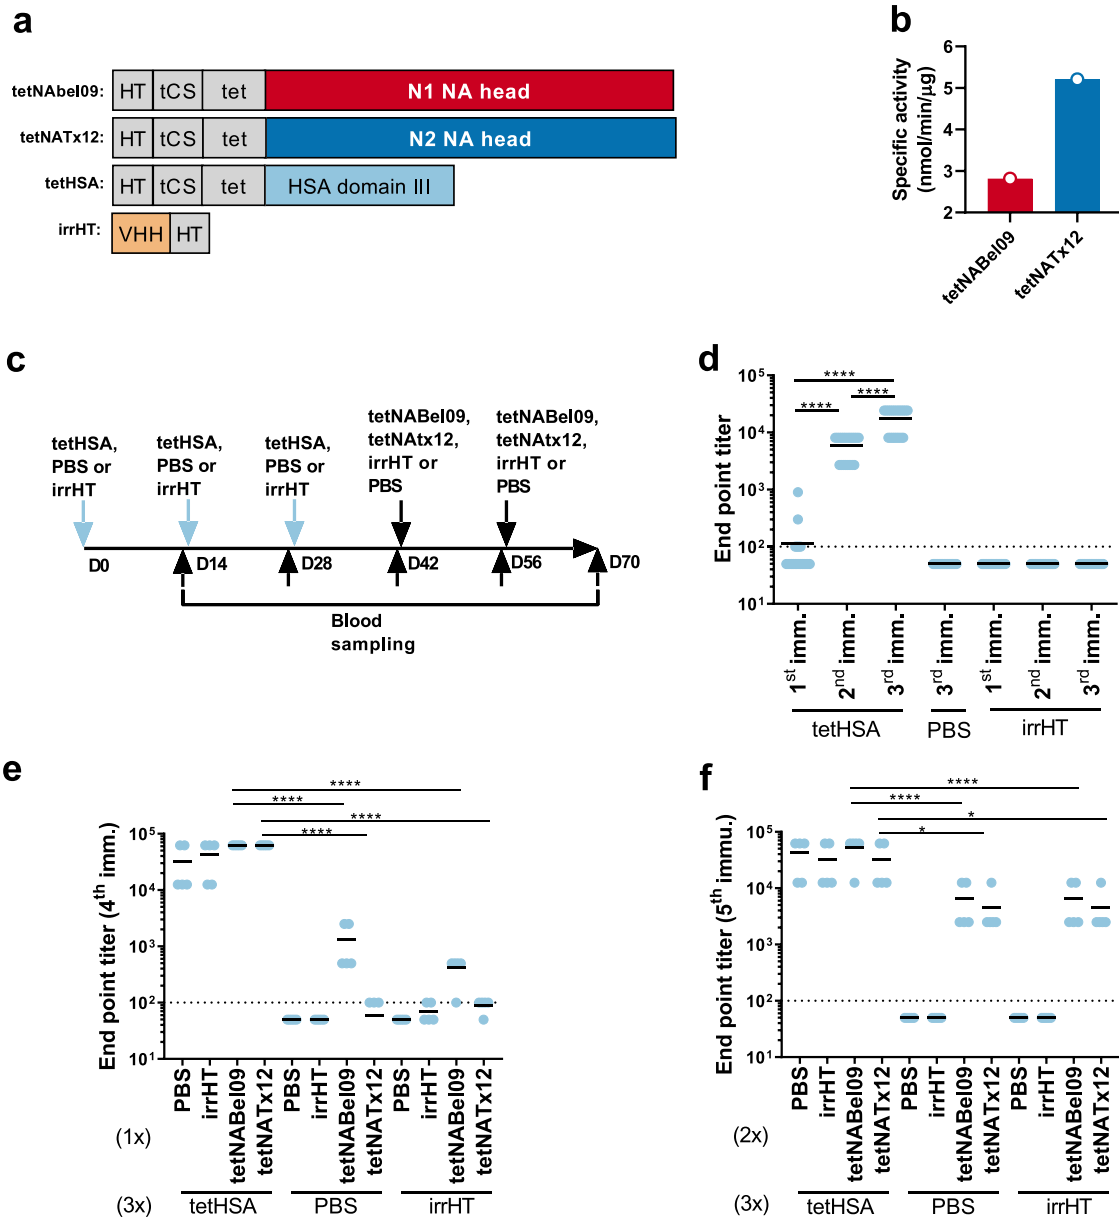 a
tetNAbel09: HT tCS tet N1 NA head
tetNATx12: HT tCS tet N2 NA head
tetHSA: HT tCS tet HSA domain III
irrHT: VHH HT
b
Specific activity
(nmol/min/µg)
6
5
4
3
2
tetNABel09
tetNATx12
c
tetHSA,
PBS or
irrHT
tetHSA,
PBS or
irrHT
tetHSA,
PBS or
irrHT
tetNABel09,
tetNAtx12,
irrHT or
PBS
tetNABel09,
tetNAtx12,
irrHT or
PBS
D0 D14 D28 D42 D56 D70
Blood
sampling
d
End point titer
10⁵
10⁴
10³
10²
10¹
****
**** ****
1st imm.
2nd imm.
3rd imm.
3rd imm.
1st imm.
2nd imm.
3rd imm.
tetHSA PBS irrHT
e
End point titer (4th imm.)
10⁵
10⁴
10³
10²
10¹
****
****
****
****
PBS
irrHT
tetNABel09
tetNATx12
PBS
irrHT
tetNABel09
tetNATx12
PBS
irrHT
tetNABel09
tetNATx12
(1x)
(3x) tetHSA PBS irrHT
f
End point titer (5th immu.)
10⁵
10⁴
10³
10²
10¹
****
****
*
*
PBS
irrHT
tetNABel09
tetNATx12
PBS
irrHT
tetNABel09
tetNATx12
PBS
irrHT
tetNABel09
tetNATx12
(2x)
(3x) tetHSA PBS irrHT